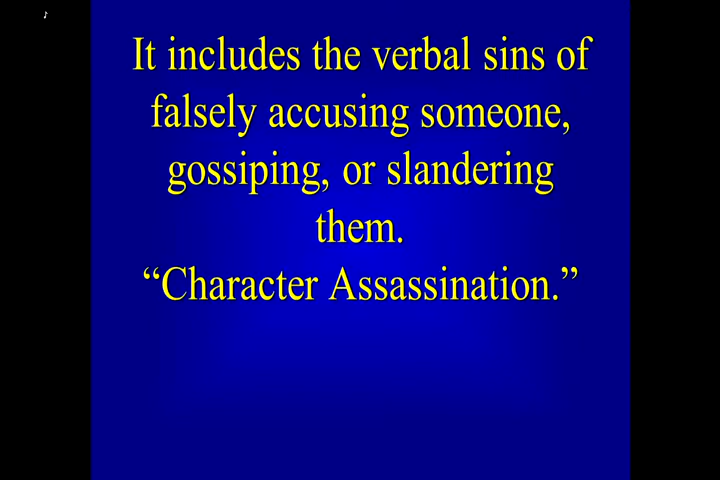 ♪
It includes the verbal sins of
falsely accusing someone,
gossiping, or slandering
them.
“Character Assassination.”